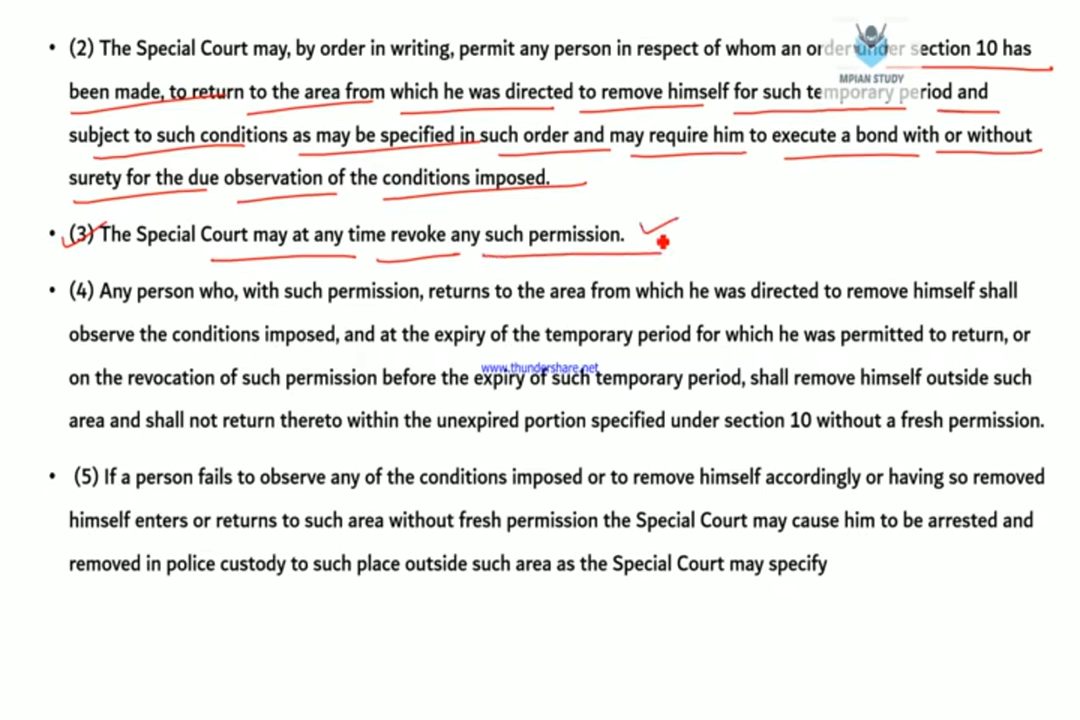 • (2) The Special Court may, by order in writing, permit any person in respect of whom an order under section 10 has
MPIAN STUDY
been made, to return to the area from which he was directed to remove himself for such temporary period and
subject to such conditions as may be specified in such order and may require him to execute a bond with or without
surety for the due observation of the conditions imposed.
• (3) The Special Court may at any time revoke any such permission.
• (4) Any person who, with such permission, returns to the area from which he was directed to remove himself shall
observe the conditions imposed, and at the expiry of the temporary period for which he was permitted to return, or
www.thundershare.net
on the revocation of such permission before the expiry of such temporary period, shall remove himself outside such
area and shall not return thereto within the unexpired portion specified under section 10 without a fresh permission.
• (5) If a person fails to observe any of the conditions imposed or to remove himself accordingly or having so removed
himself enters or returns to such area without fresh permission the Special Court may cause him to be arrested and
removed in police custody to such place outside such area as the Special Court may specify